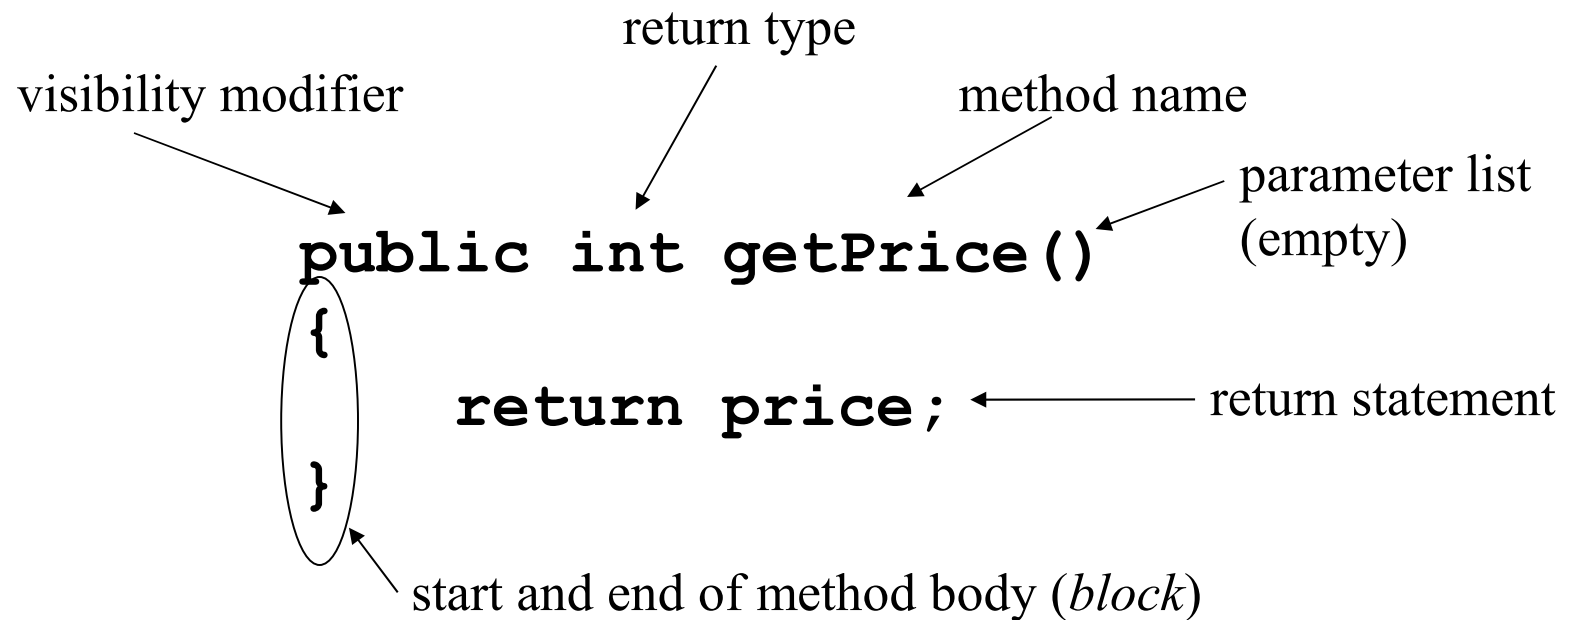 return type
visibility modifier
method name
parameter list
(empty)
public int getPrice()
{
return price;
}
return statement
start and end of method body (block)